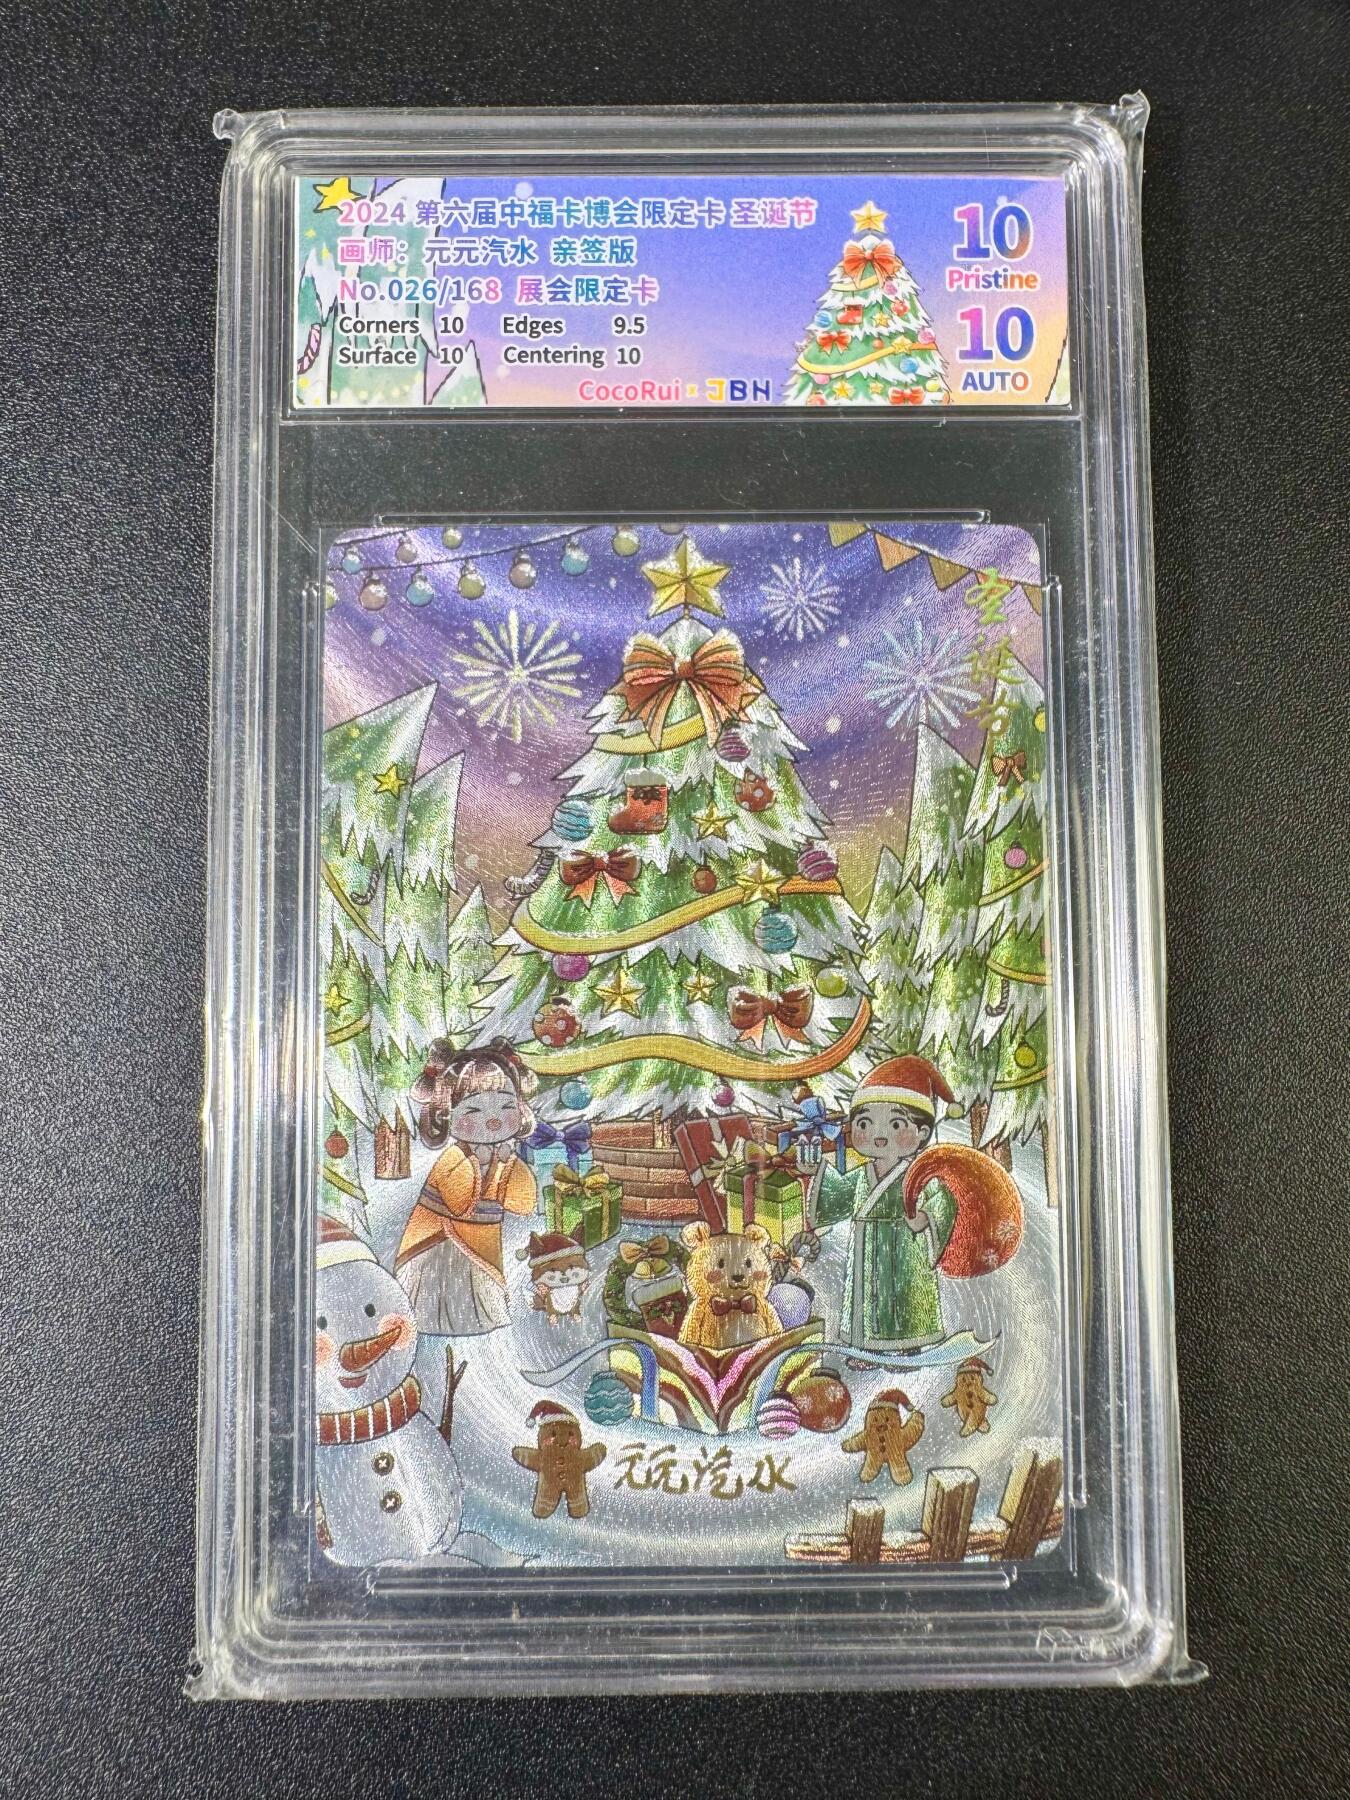 2024 第六届中福卡博会限定卡 圣诞节
画师：元元汽水 亲签版
No.026/168 展会限定卡
Corners 10 Edges 9.5
Surface 10 Centering 10
CocoRui x JBH
10
Pristine
10
AUTO
圣诞节
元元汽水